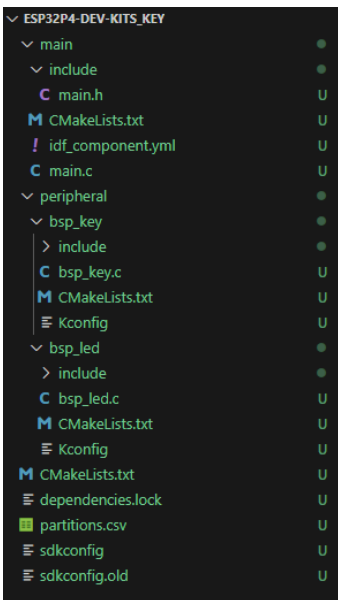 ESP32P4-DEV-KITS_KEY
main
include
C main.h U
M CMakeLists.txt U
! idf_component.yml U
C main.c U
peripheral
bsp_key
include
C bsp_key.c U
M CMakeLists.txt U
Kconfig U
bsp_led
include
C bsp_led.c U
M CMakeLists.txt U
Kconfig U
M CMakeLists.txt U
dependencies.lock U
partitions.csv U
sdkconfig U
sdkconfig.old U